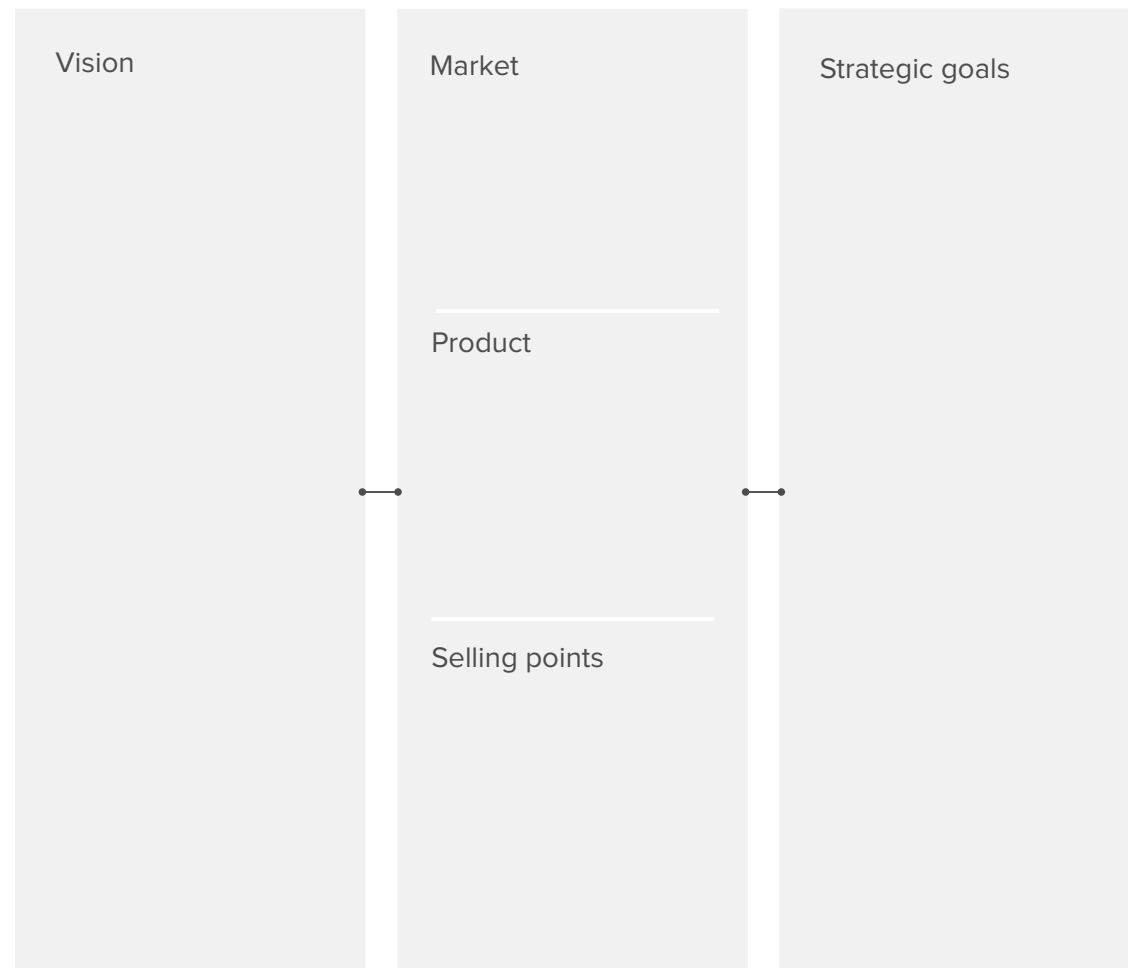 Vision
Market
Product
Selling points
Strategic goals